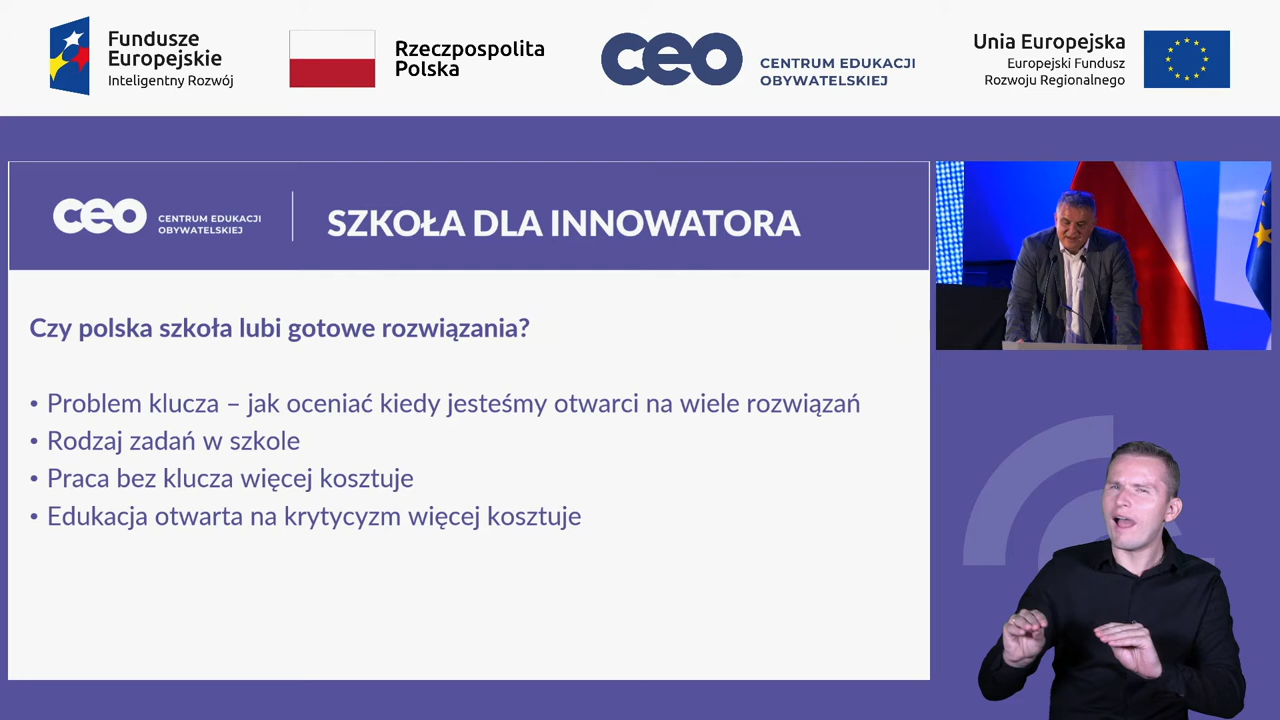 Fundusze
Europejskie
Inteligentny Rozwój
Rzeczpospolita
Polska
ceo
CENTRUM EDUKACJI
OBYWATELSKIEJ
Unia Europejska
Europejski Fundusz
Rozwoju Regionalnego
ceo
CENTRUM EDUKACJI
OBYWATELSKIEJ
SZKOŁA DLA INNOWATORA
Czy polska szkoła lubi gotowe rozwiązania?
• Problem klucza – jak oceniać kiedy jesteśmy otwarci na wiele rozwiązań
• Rodzaj zadań w szkole
• Praca bez klucza więcej kosztuje
• Edukacja otwarta na krytycyzm więcej kosztuje